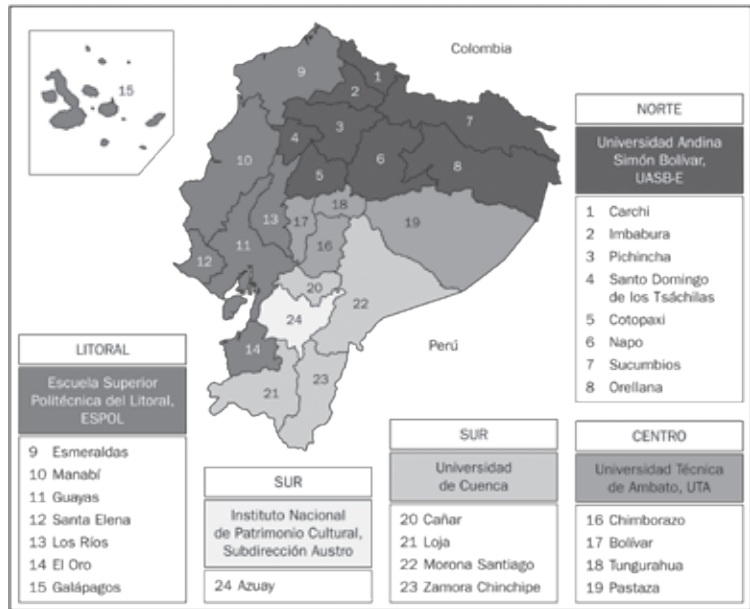 Colombia
Perú
15
9
1
2
3
4
7
10
6
8
5
18
19
13
17
11
16
12
20
22
24
14
21
23
NORTE
Universidad Andina
Simón Bolívar,
UASB-E
1 Carchi
2 Imbabura
3 Pichincha
4 Santo Domingo
de los Tsáchilas
5 Cotopaxi
6 Napo
7 Sucumbios
8 Orellana
LITORAL
Escuela Superior
Politécnica del Litoral,
ESPOL
9 Esmeraldas
10 Manabí
11 Guayas
12 Santa Elena
13 Los Ríos
14 El Oro
15 Galápagos
SUR
Instituto Nacional
de Patrimonio Cultural,
Subdirección Austro
24 Azuay
SUR
Universidad
de Cuenca
20 Cañar
21 Loja
22 Morona Santiago
23 Zamora Chinchipe
CENTRO
Universidad Técnica
de Ambato, UTA
16 Chimborazo
17 Bolívar
18 Tungurahua
19 Pastaza